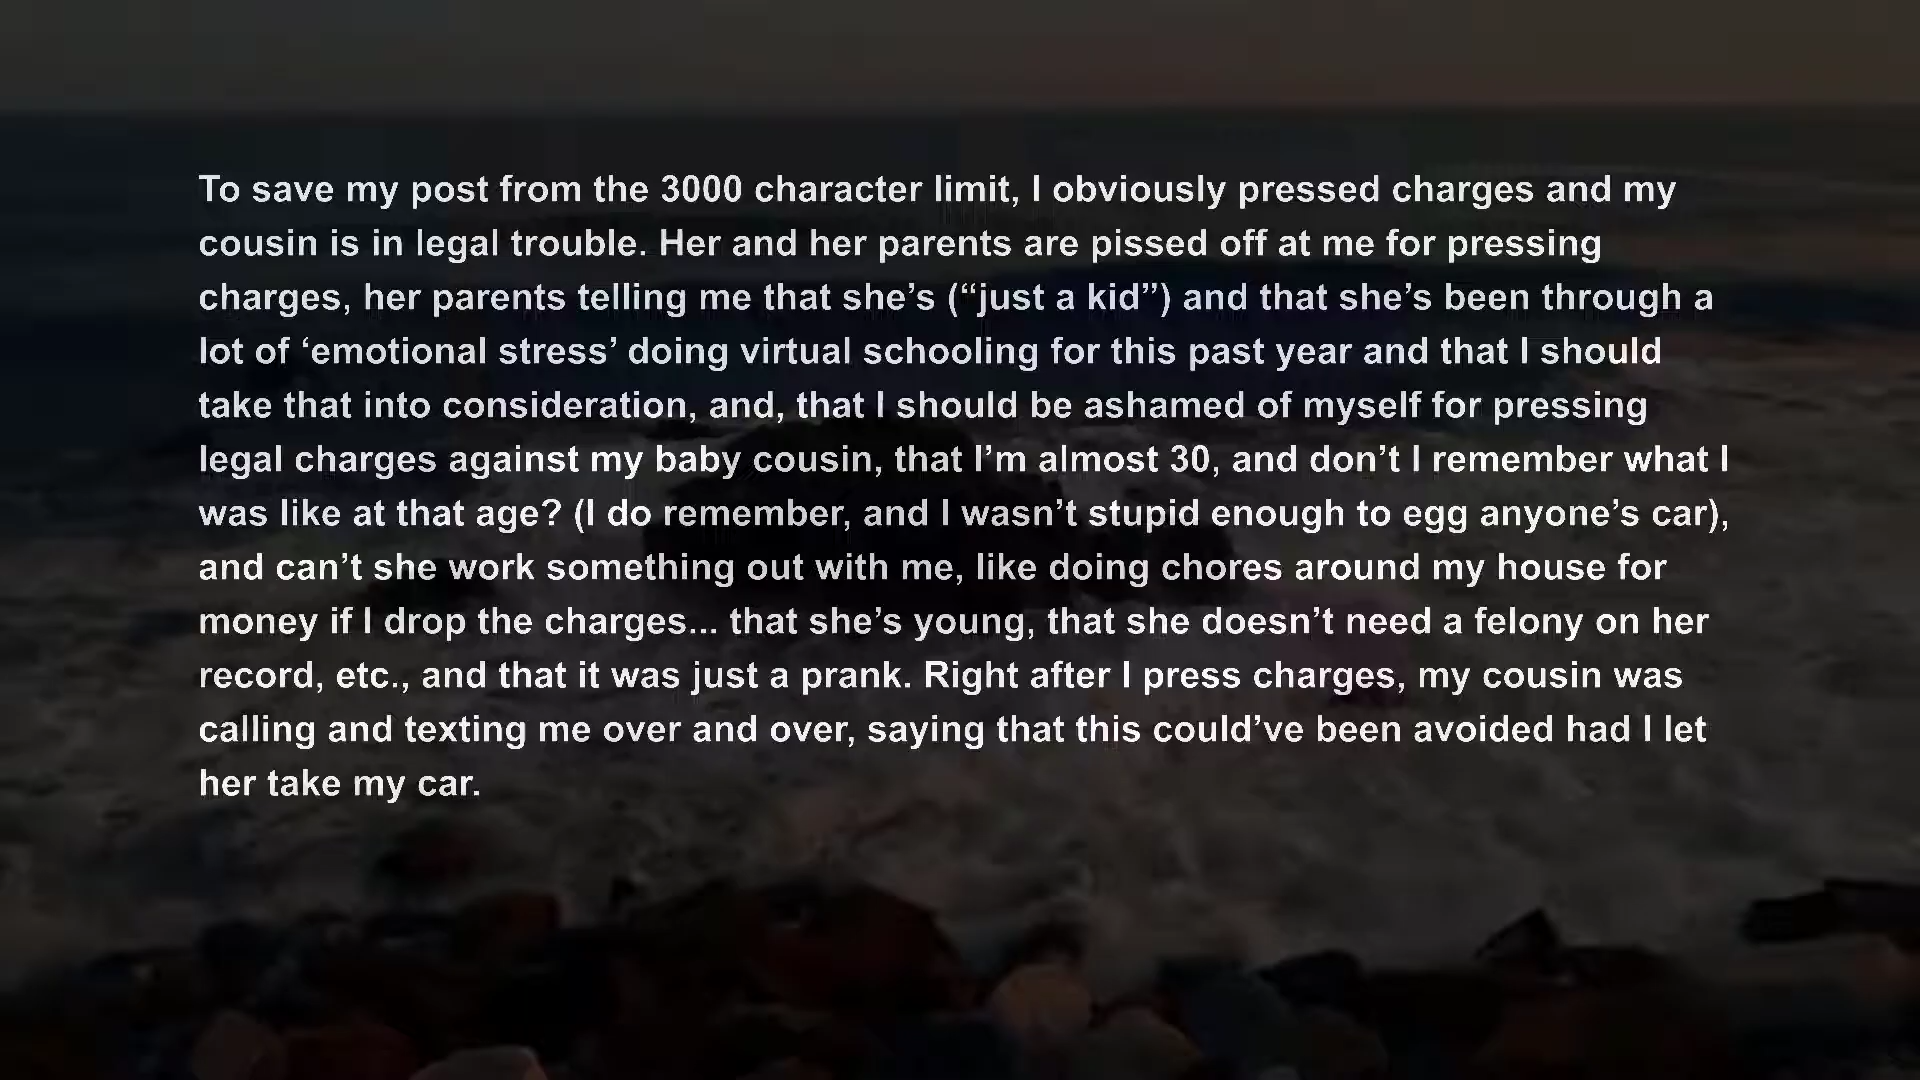 To save my post from the 3000 character limit, I obviously pressed charges and my
cousin is in legal trouble. Her and her parents are pissed off at me for pressing
charges, her parents telling me that she’s (“just a kid”) and that she’s been through a
lot of ‘emotional stress’ doing virtual schooling for this past year and that I should
take that into consideration, and, that I should be ashamed of myself for pressing
legal charges against my baby cousin, that I’m almost 30, and don’t I remember what I
was like at that age? (I do remember, and I wasn’t stupid enough to egg anyone’s car),
and can’t she work something out with me, like doing chores around my house for
money if I drop the charges... that she’s young, that she doesn’t need a felony on her
record, etc., and that it was just a prank. Right after I press charges, my cousin was
calling and texting me over and over, saying that this could’ve been avoided had I let
her take my car.